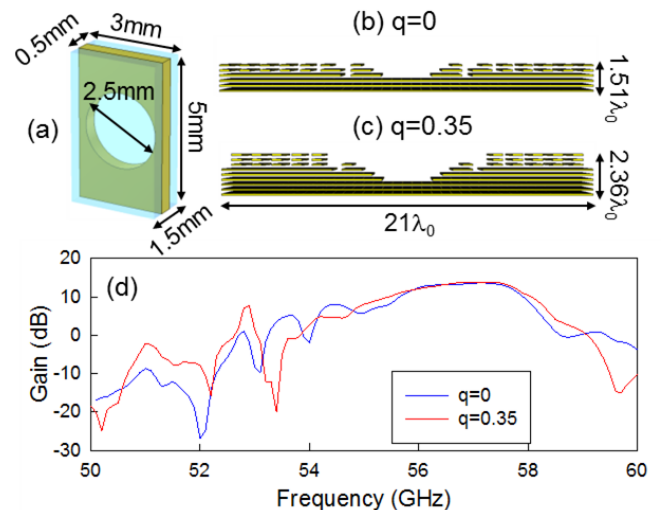 0.5mm
3mm
(b) q=0
2.5mm
(a)
5mm
1.5mm
1.51λ₀
(c) q=0.35
2.36λ₀
21λ₀
(d)
Gain (dB)
20
10
0
-10
-20
-30
q=0
q=0.35
50 52 54 56 58 60
Frequency (GHz)